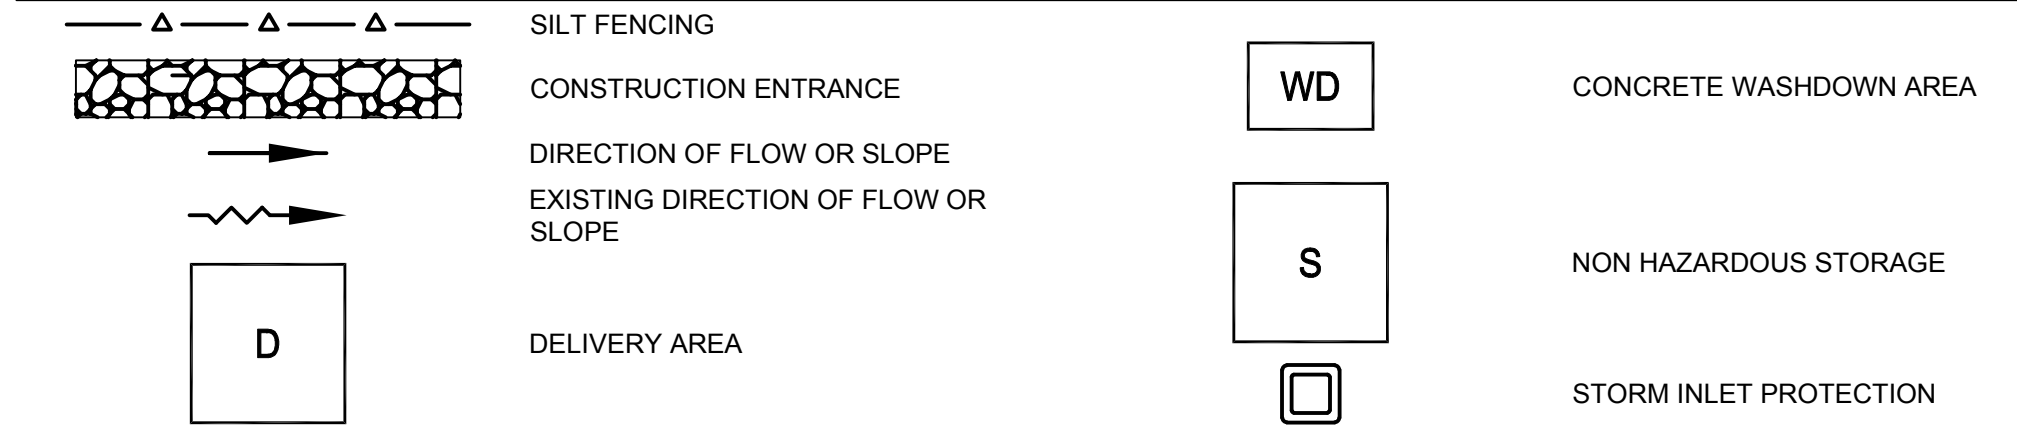 SILT FENCING
CONSTRUCTION ENTRANCE
DIRECTION OF FLOW OR SLOPE
EXISTING DIRECTION OF FLOW OR
SLOPE
D
DELIVERY AREA
WD
CONCRETE WASHDOWN AREA
S
NON HAZARDOUS STORAGE
STORM INLET PROTECTION